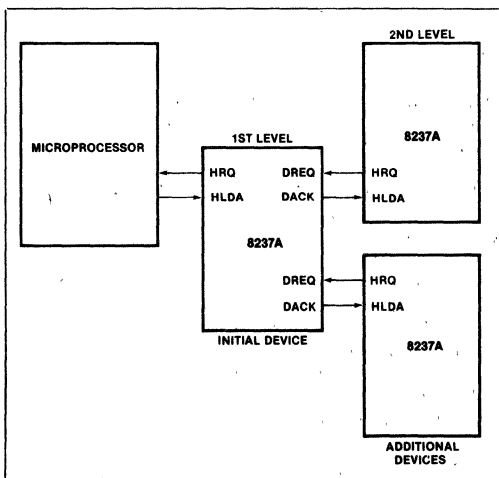 MICROPROCESSOR
1ST LEVEL
HRQ
HLDA
DREQ
DACK
8237A
DREQ
DACK
INITIAL DEVICE
2ND LEVEL
8237A
HRQ
HLDA
HRQ
HLDA
8237A
ADDITIONAL
DEVICES